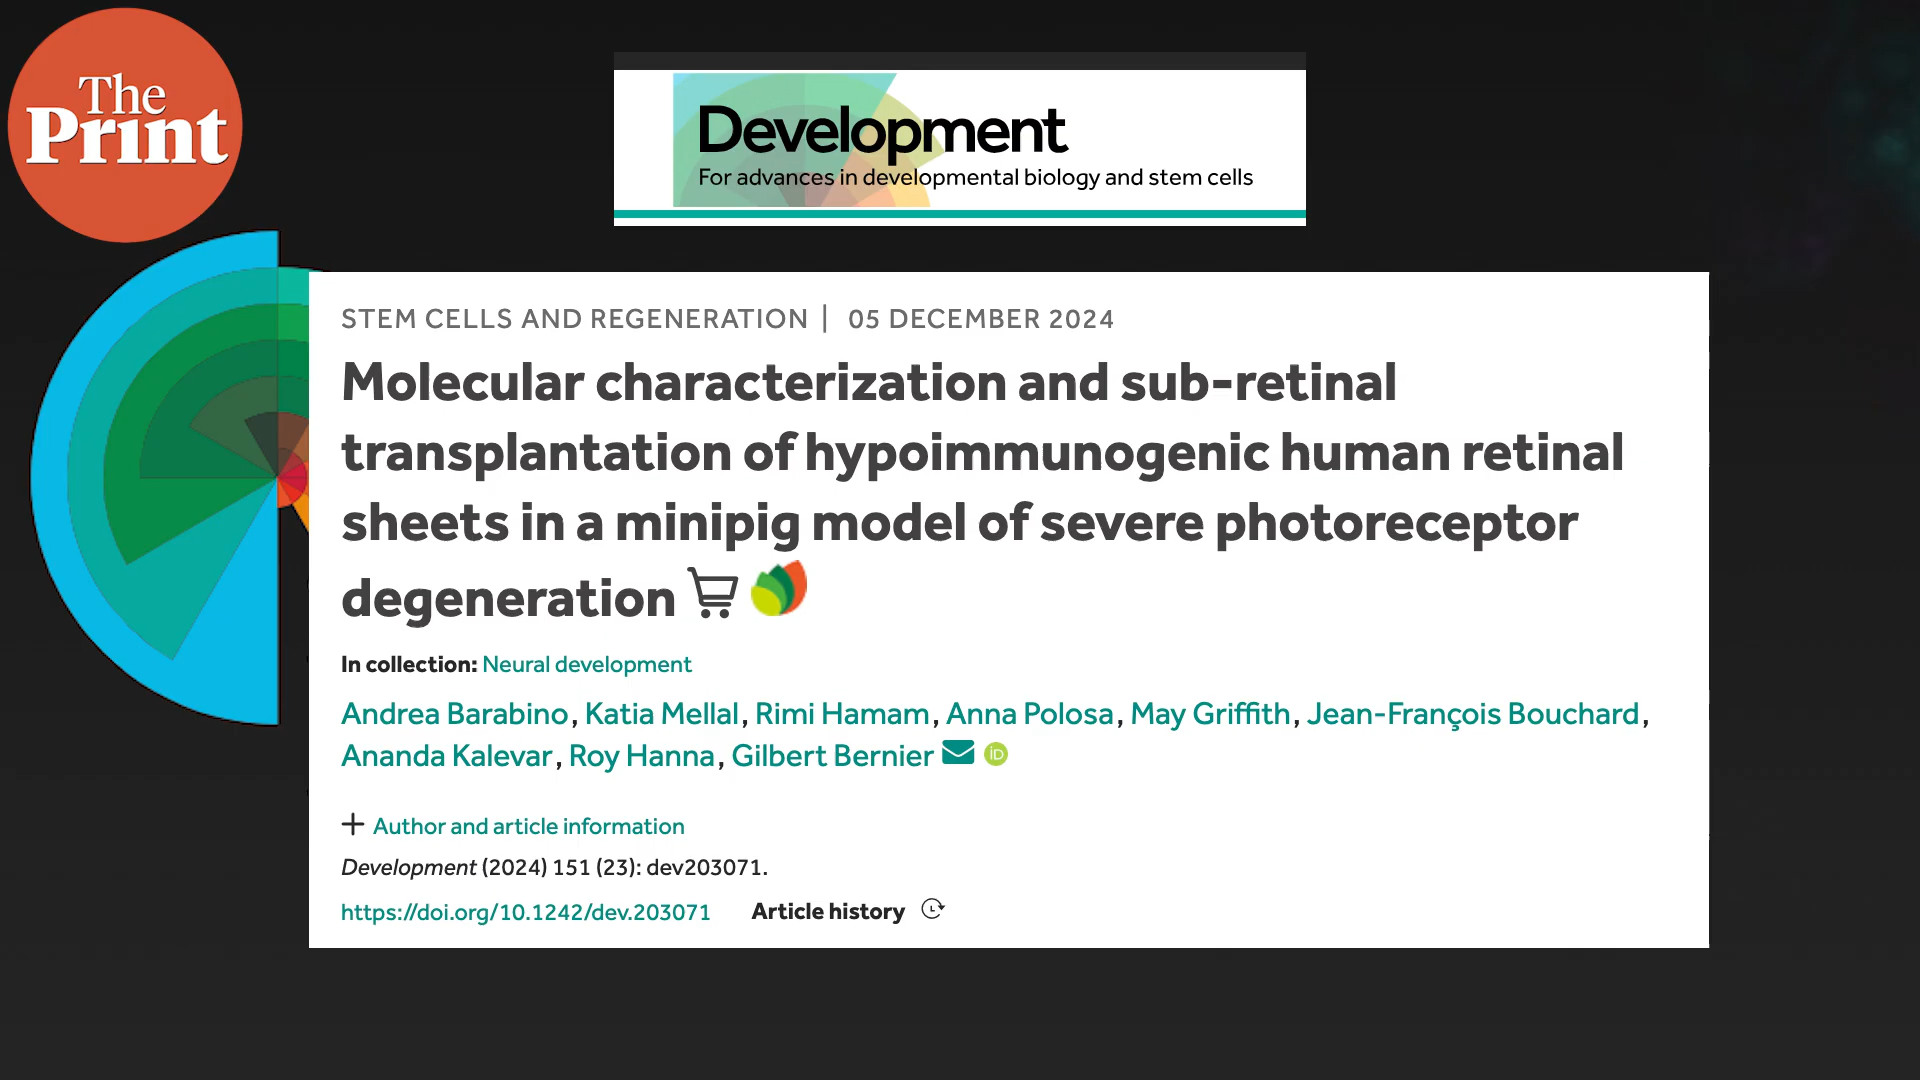 The
Print
Development
For advances in developmental biology and stem cells
STEM CELLS AND REGENERATION | 05 DECEMBER 2024
Molecular characterization and sub-retinal
transplantation of hypoimmunogenic human retinal
sheets in a minipig model of severe photoreceptor
degeneration
In collection: Neural development
Andrea Barabino, Katia Mellal, Rimi Hamam, Anna Polosa, May Griffith, Jean-François Bouchard,
Ananda Kalevar, Roy Hanna, Gilbert Bernier iD
+ Author and article information
Development (2024) 151 (23): dev203071.
https://doi.org/10.1242/dev.203071 Article history